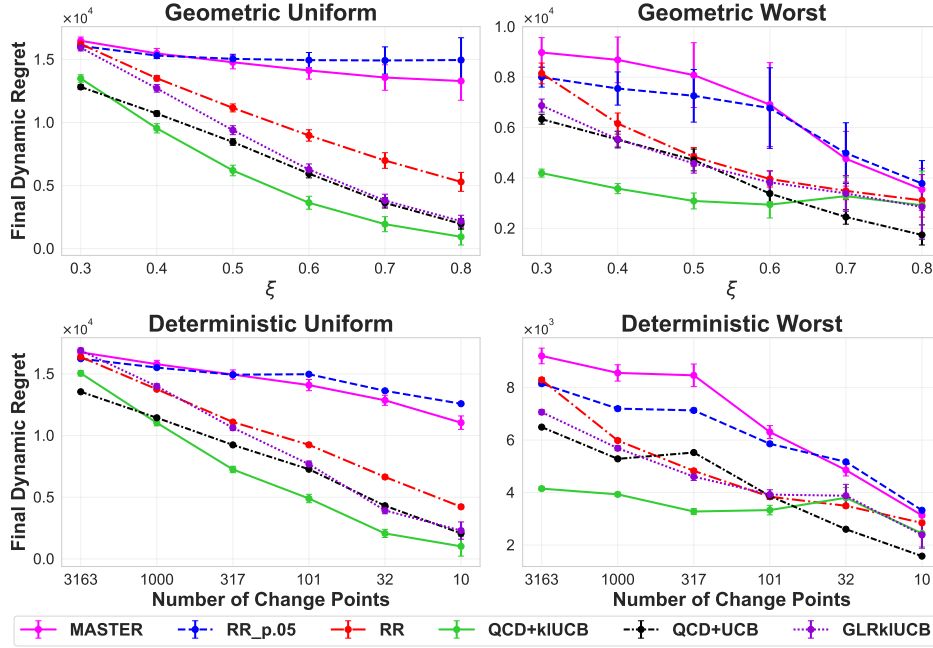 Geometric Uniform
×10⁴
Final Dynamic Regret
1.5
1.0
0.5
0.0
0.3 0.4 0.5 0.6 0.7 0.8
ξ
Geometric Worst
×10⁴
1.0
0.8
0.6
0.4
0.2
0.3 0.4 0.5 0.6 0.7 0.8
ξ
Deterministic Uniform
×10⁴
Final Dynamic Regret
1.5
1.0
0.5
0.0
3163 1000 317 101 32 10
Number of Change Points
Deterministic Worst
×10³
8
6
4
2
3163 1000 317 101 32 10
Number of Change Points
MASTER RR_p.05 RR QCD+klUCB QCD+UCB GLRklUCB